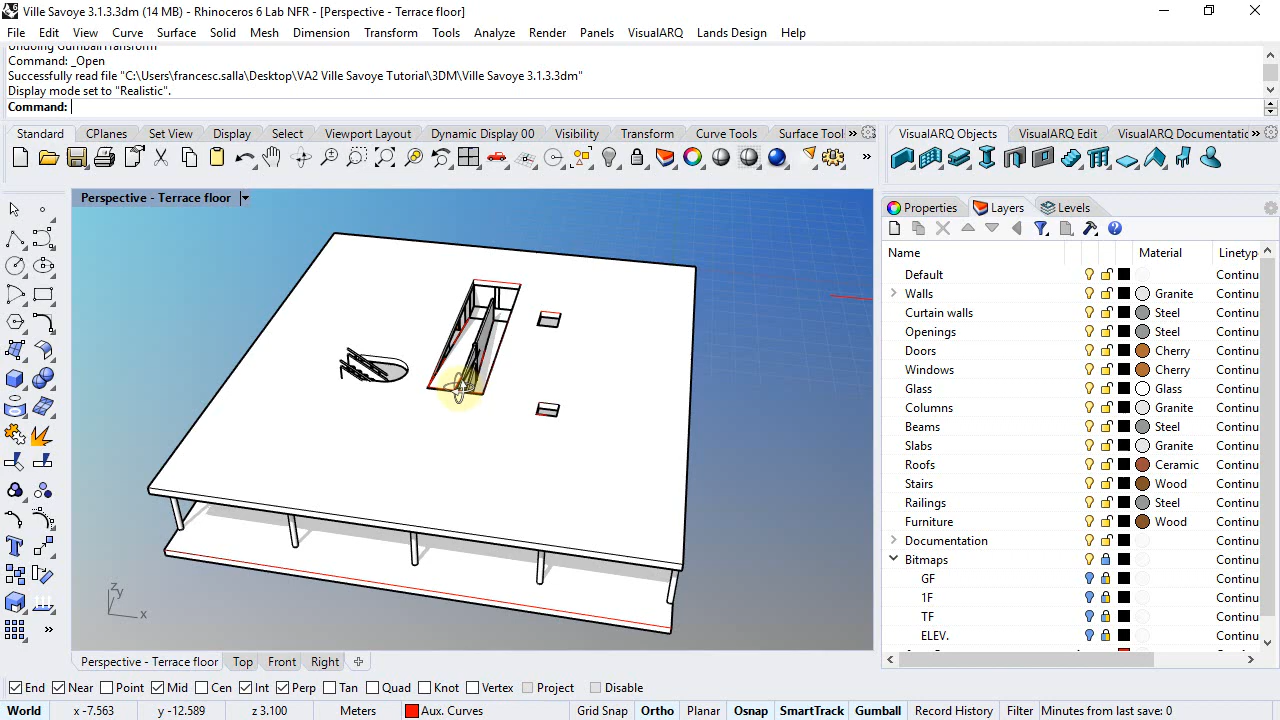 Ville Savoye 3.1.3.3dm (14 MB) - Rhinoceros 6 Lab NFR - [Perspective - Terrace floor]
File Edit View Curve Surface Solid Mesh Dimension Transform Tools Analyze Render Panels VisualARQ Lands Design Help
Undoing GumballTransform
Command: _Open
Successfully read file "C:\Users\francesc.salla\Desktop\VA2 Ville Savoye Tutorial\3DM\Ville Savoye 3.1.3.3dm"
Display mode set to "Realistic".
Command:
Standard CPlanes Set View Display Select Viewport Layout Dynamic Display 00 Visibility Transform Curve Tools Surface Tool » VisualARQ Objects VisualARQ Edit VisualARQ Documentatic »
Perspective - Terrace floor
Properties Layers Levels
Name Material Linetyp
Default Continu
Walls Granite Continu
Curtain walls Steel Continu
Openings Steel Continu
Doors Cherry Continu
Windows Cherry Continu
Glass Glass Continu
Columns Granite Continu
Beams Steel Continu
Slabs Granite Continu
Roofs Ceramic Continu
Stairs Wood Continu
Railings Steel Continu
Furniture Wood Continu
Documentation Continu
Bitmaps Continu
GF Continu
1F Continu
TF Continu
ELEV. Continu
Zy
x
Perspective - Terrace floor Top Front Right
End Near Point Mid Cen Int Perp Tan Quad Knot Vertex Project Disable
World x -7.563 y -12.589 z 3.100 Meters Aux. Curves Grid Snap Ortho Planar Osnap SmartTrack Gumball Record History Filter Minutes from last save: 0